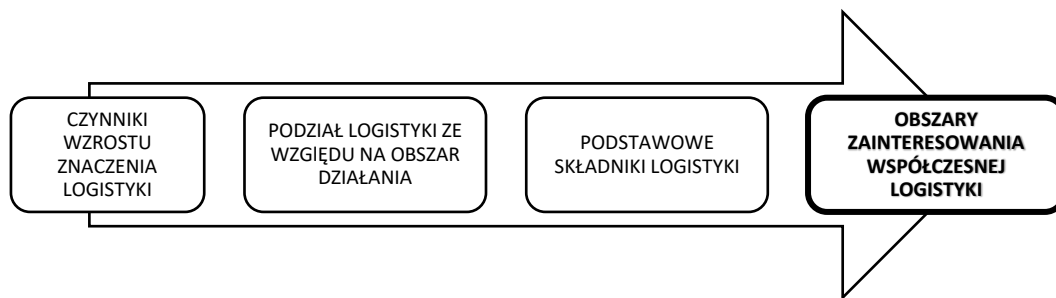 CZYNNIKI
WZROSTU
ZNACZENIA
LOGISTYKI
PODZIAŁ LOGISTYKI ZE
WZGLĘDU NA OBSZAR
DZIAŁANIA
PODSTAWOWE
SKŁADNIKI LOGISTYKI
OBSZARY
ZAINTERESOWANIA
WSPÓŁCZESNEJ
LOGISTYKI